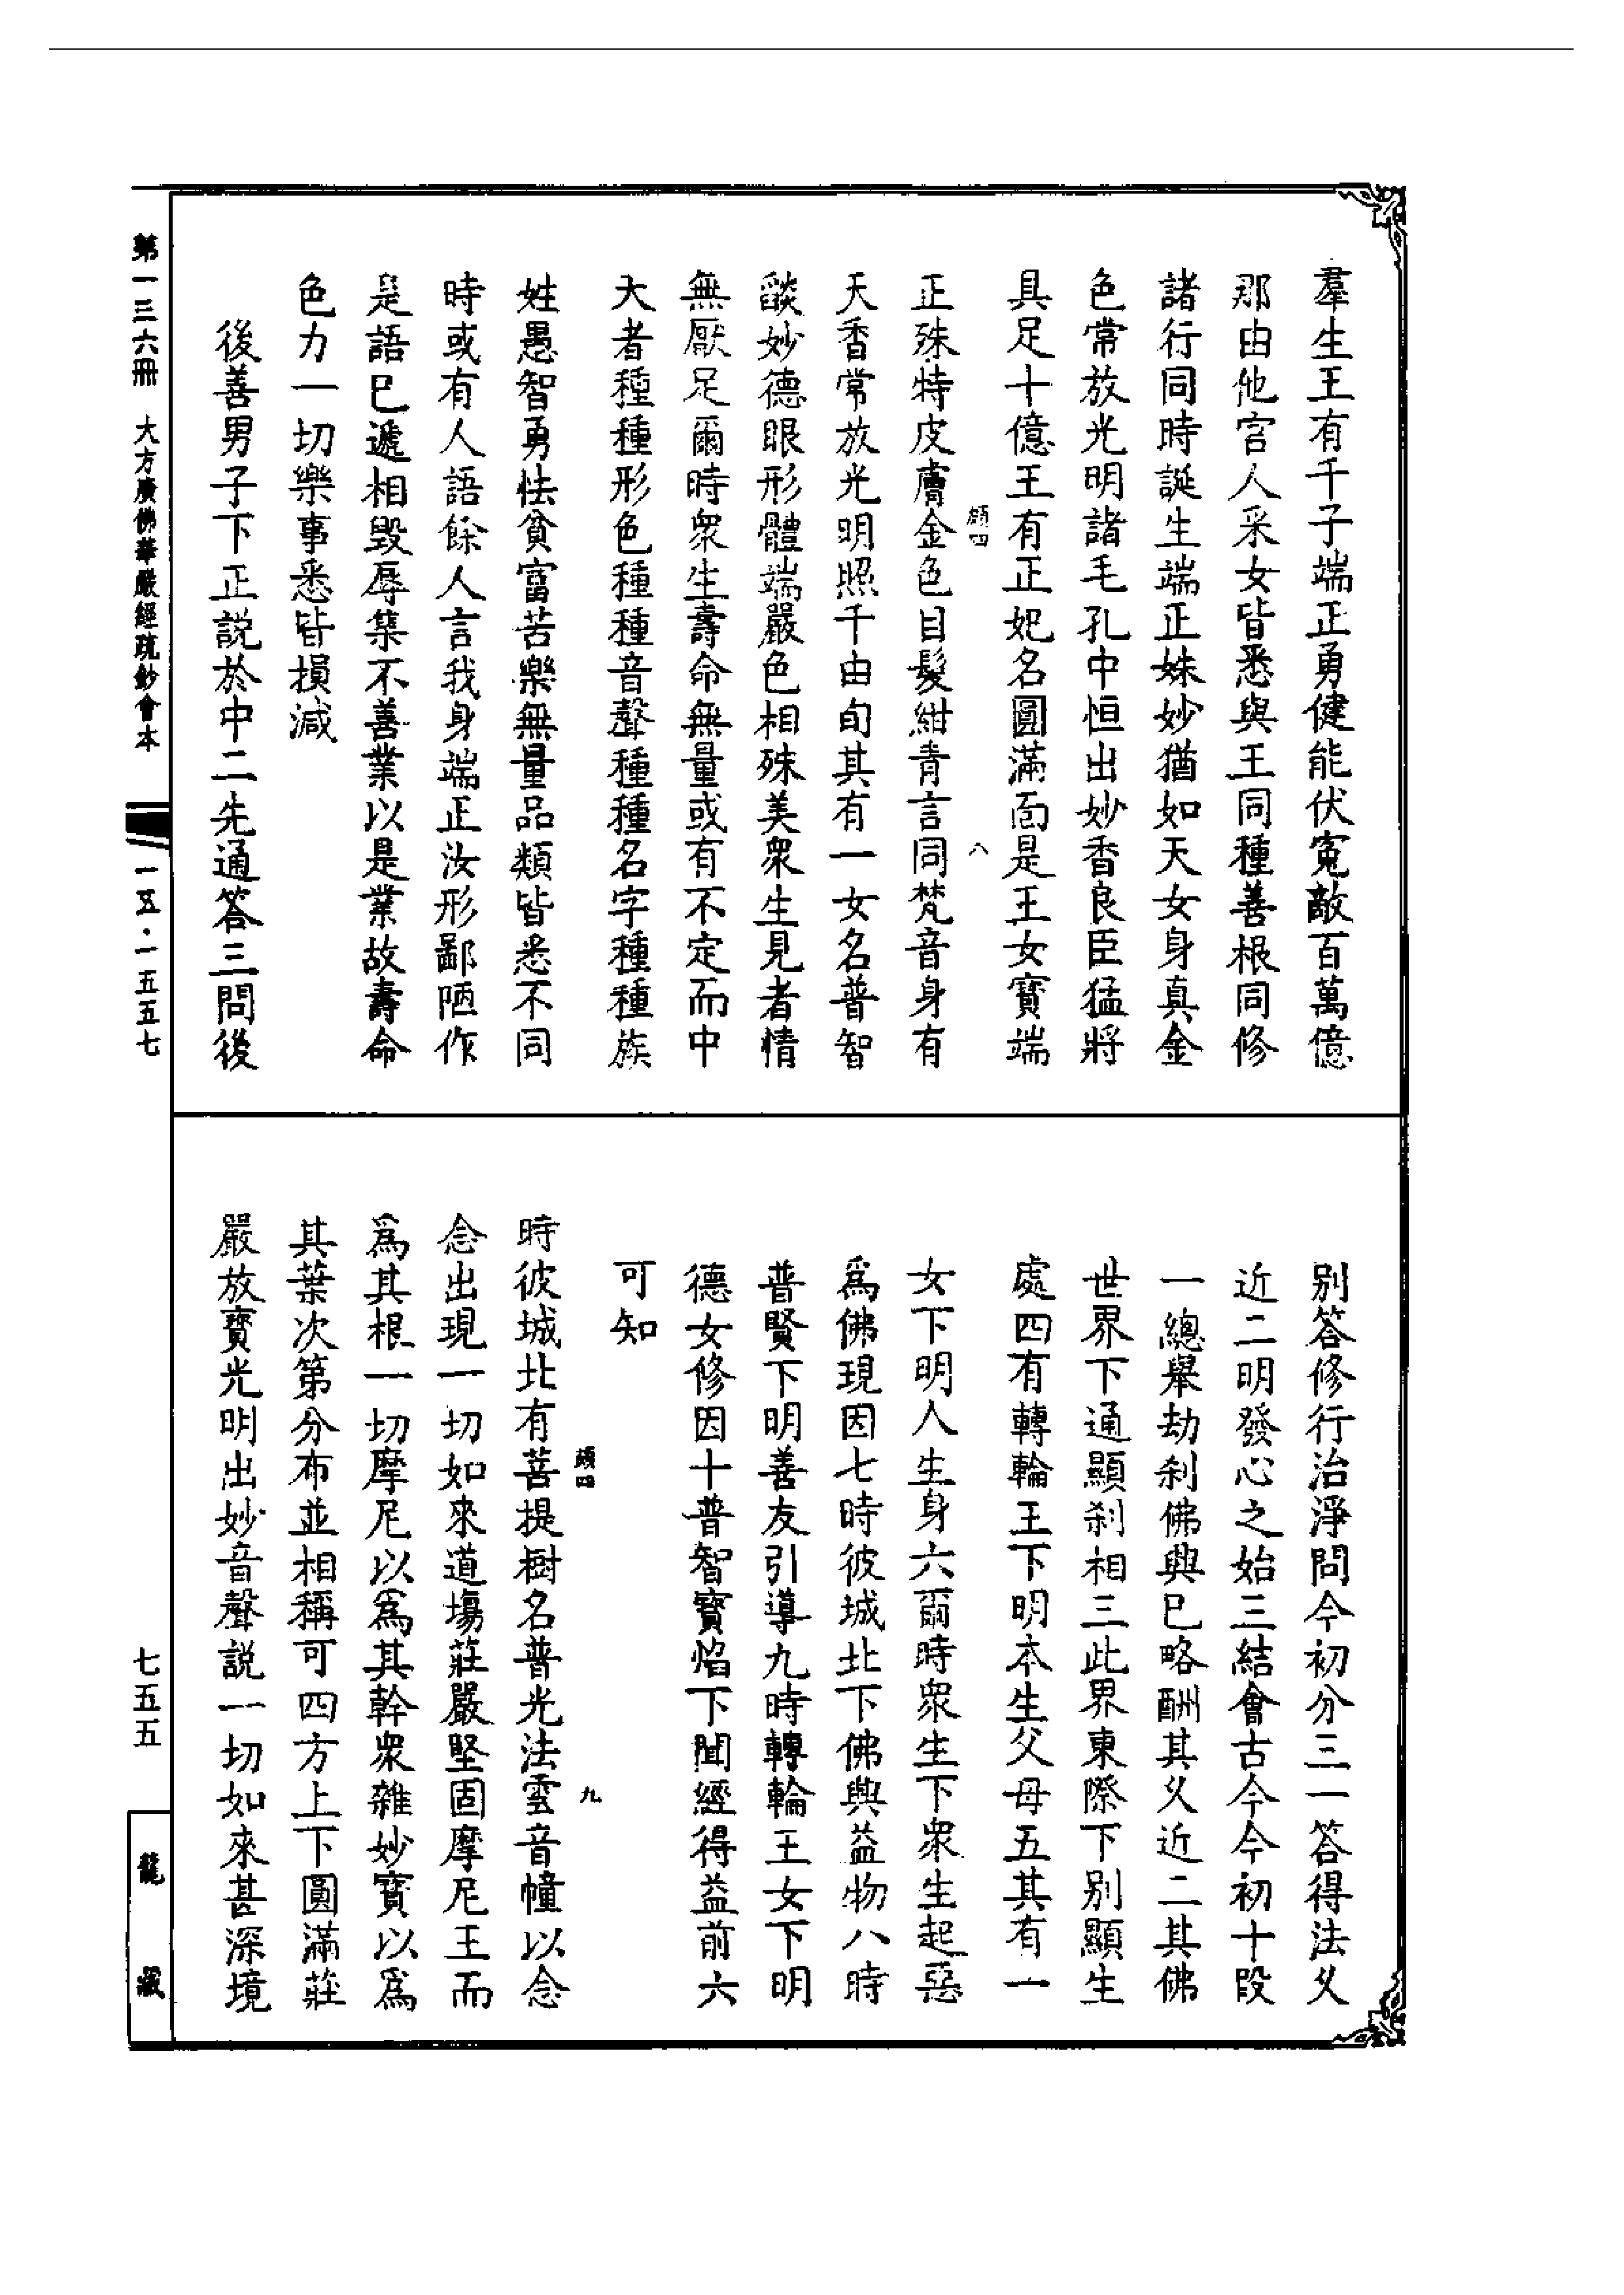 羣生王有千子端正勇健能伏寃敵百萬億
那由他宫人采女皆悉與王同種善根同修
諸行同時誕生端正姝妙猶如天女身真金
色常放光明諸毛孔中恒出妙香良臣猛將
具足十億王有正妃名圓滿面是王女寳端
顔四
八
正殊特皮膚金色目髮紺青言同梵音身有
天香常放光明照千由旬其有一女名普智
燄妙德眼形體端嚴色相殊美衆生見者情
無厭足爾時衆生壽命無量或有不定而中
夭者種種形色種種音聲種種名字種種族
姓愚智勇怯貧富苦樂無量品類皆悉不同
時或有人語餘人言我身端正汝形鄙陋作
是語已遞相毁辱集不善業以是業故壽命
色力一切樂事悉皆損減
後善男子下正説於中二先通答三問後
别答修行治淨問今初分三一答得法乆
近二明發心之始三結會古今今初十段
一總舉劫刹佛興已略酬其乆近二其佛
世界下通顯刹相三此界東際下别顯生
處四有轉輪王下明本生父母五其有一
女下明人生身六爾時衆生下衆生起惡
爲佛現因七時彼城北下佛興益物八時
普賢下明善友引導九時轉輪王女下明
德女修因十普智寳焰下聞經得益前六
可知
顔四
九
時彼城北有菩提樹名普光法雲音幢以念
念出現一切如來道塲莊嚴堅固摩尼王而
爲其根一切摩尼以爲其幹衆雜妙寳以爲
其葉次第分布並相稱可四方上下圓滿莊
嚴放寳光明出妙音聲説一切如來甚深境
第一三六冊 大方廣佛華嚴經疏鈔會本
一五·一五五七
七五五
龍藏